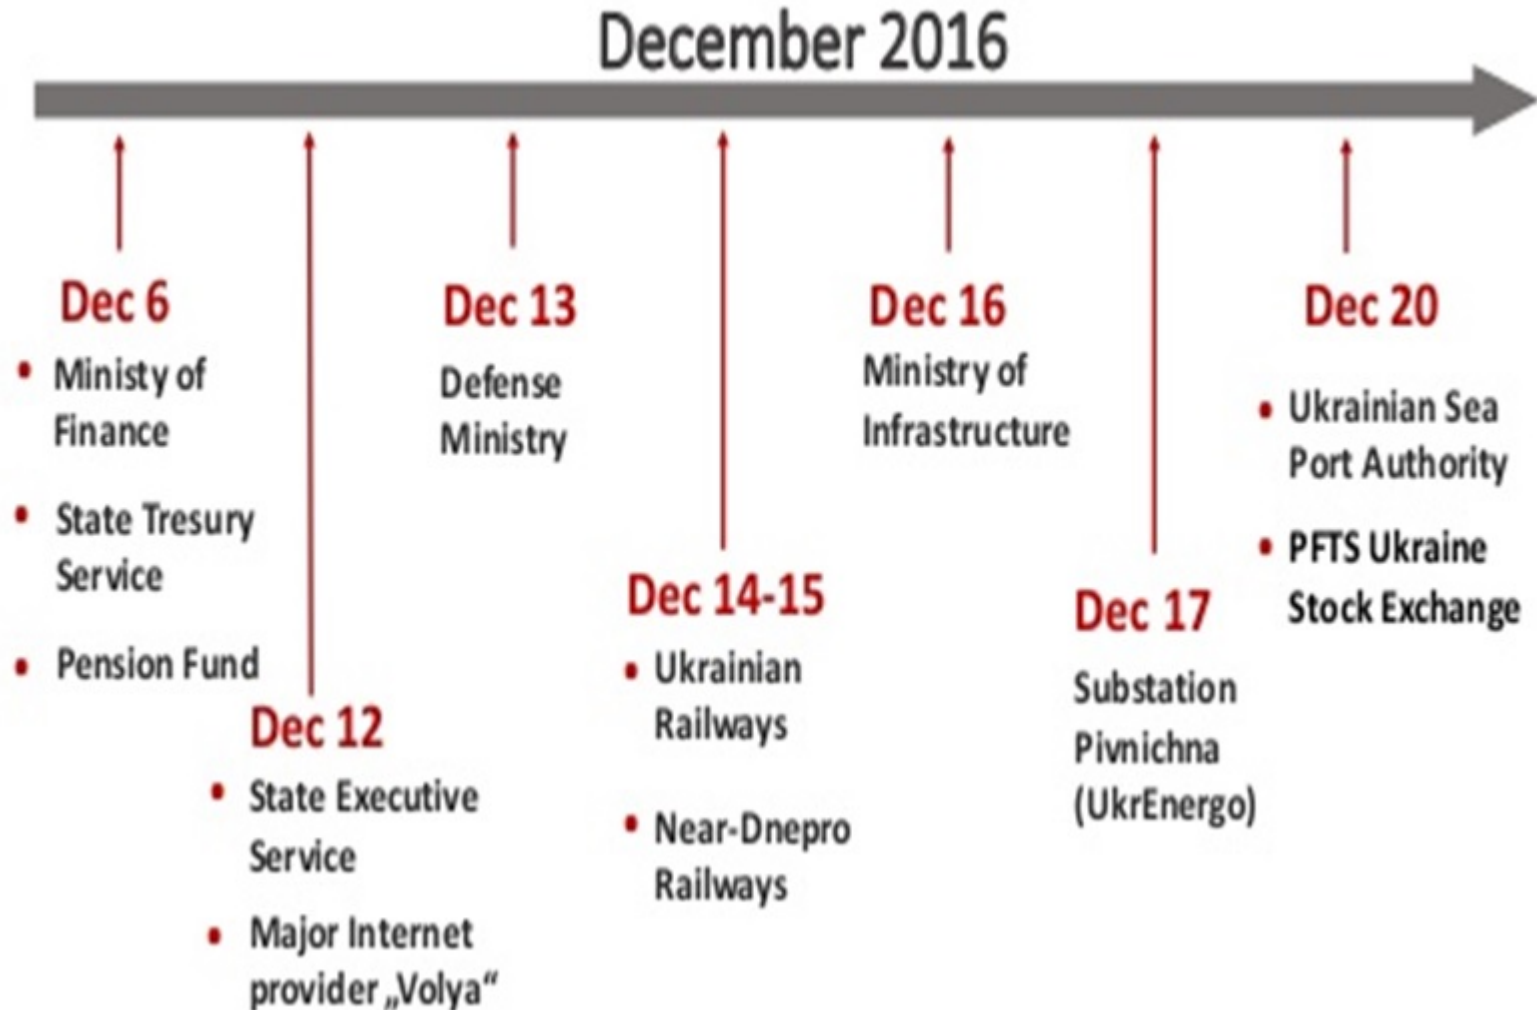 December 2016
Dec 6
Ministy of
Finance
State Tresury
Service
Pension Fund
Dec 12
State Executive
Service
Major Internet
provider „Volya“
Dec 13
Defense
Ministry
Dec 14-15
Ukrainian
Railways
Near-Dnepro
Railways
Dec 16
Ministry of
Infrastructure
Dec 17
Substation
Pivnichna
(UkrEnergo)
Dec 20
Ukrainian Sea
Port Authority
PFTS Ukraine
Stock Exchange